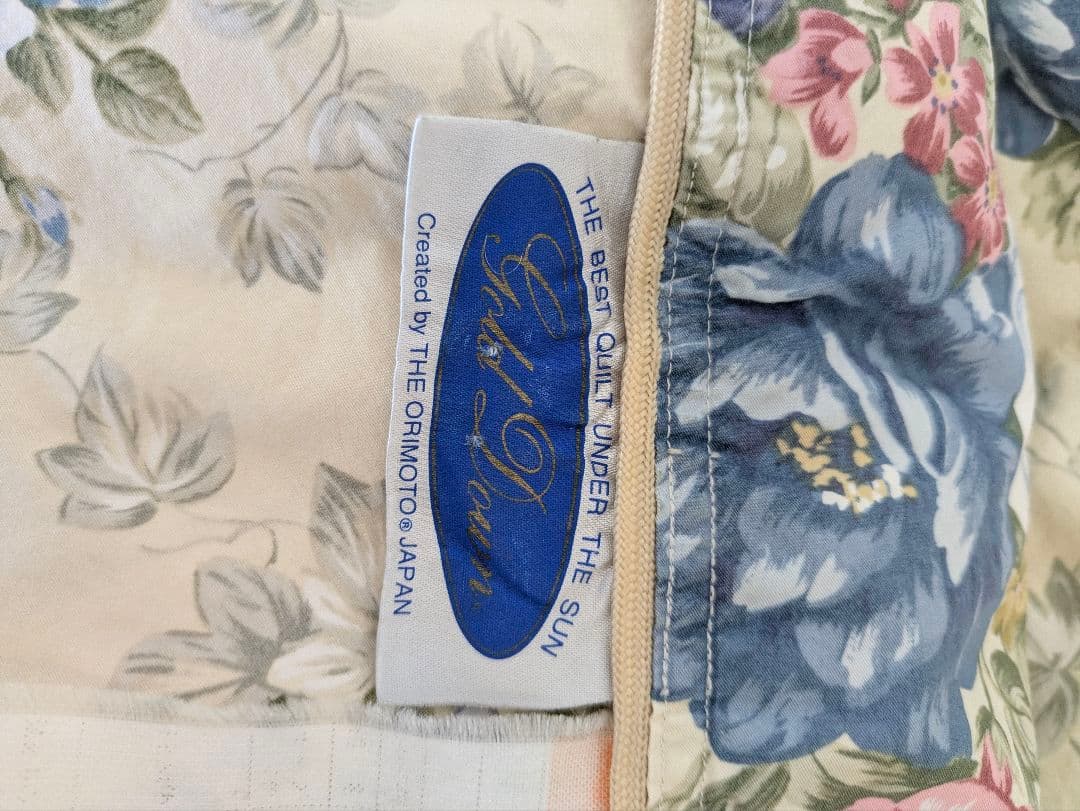 THE BEST QUILT UNDER THE SUN
Gold Down
Created by THE ORIMOTO® JAPAN